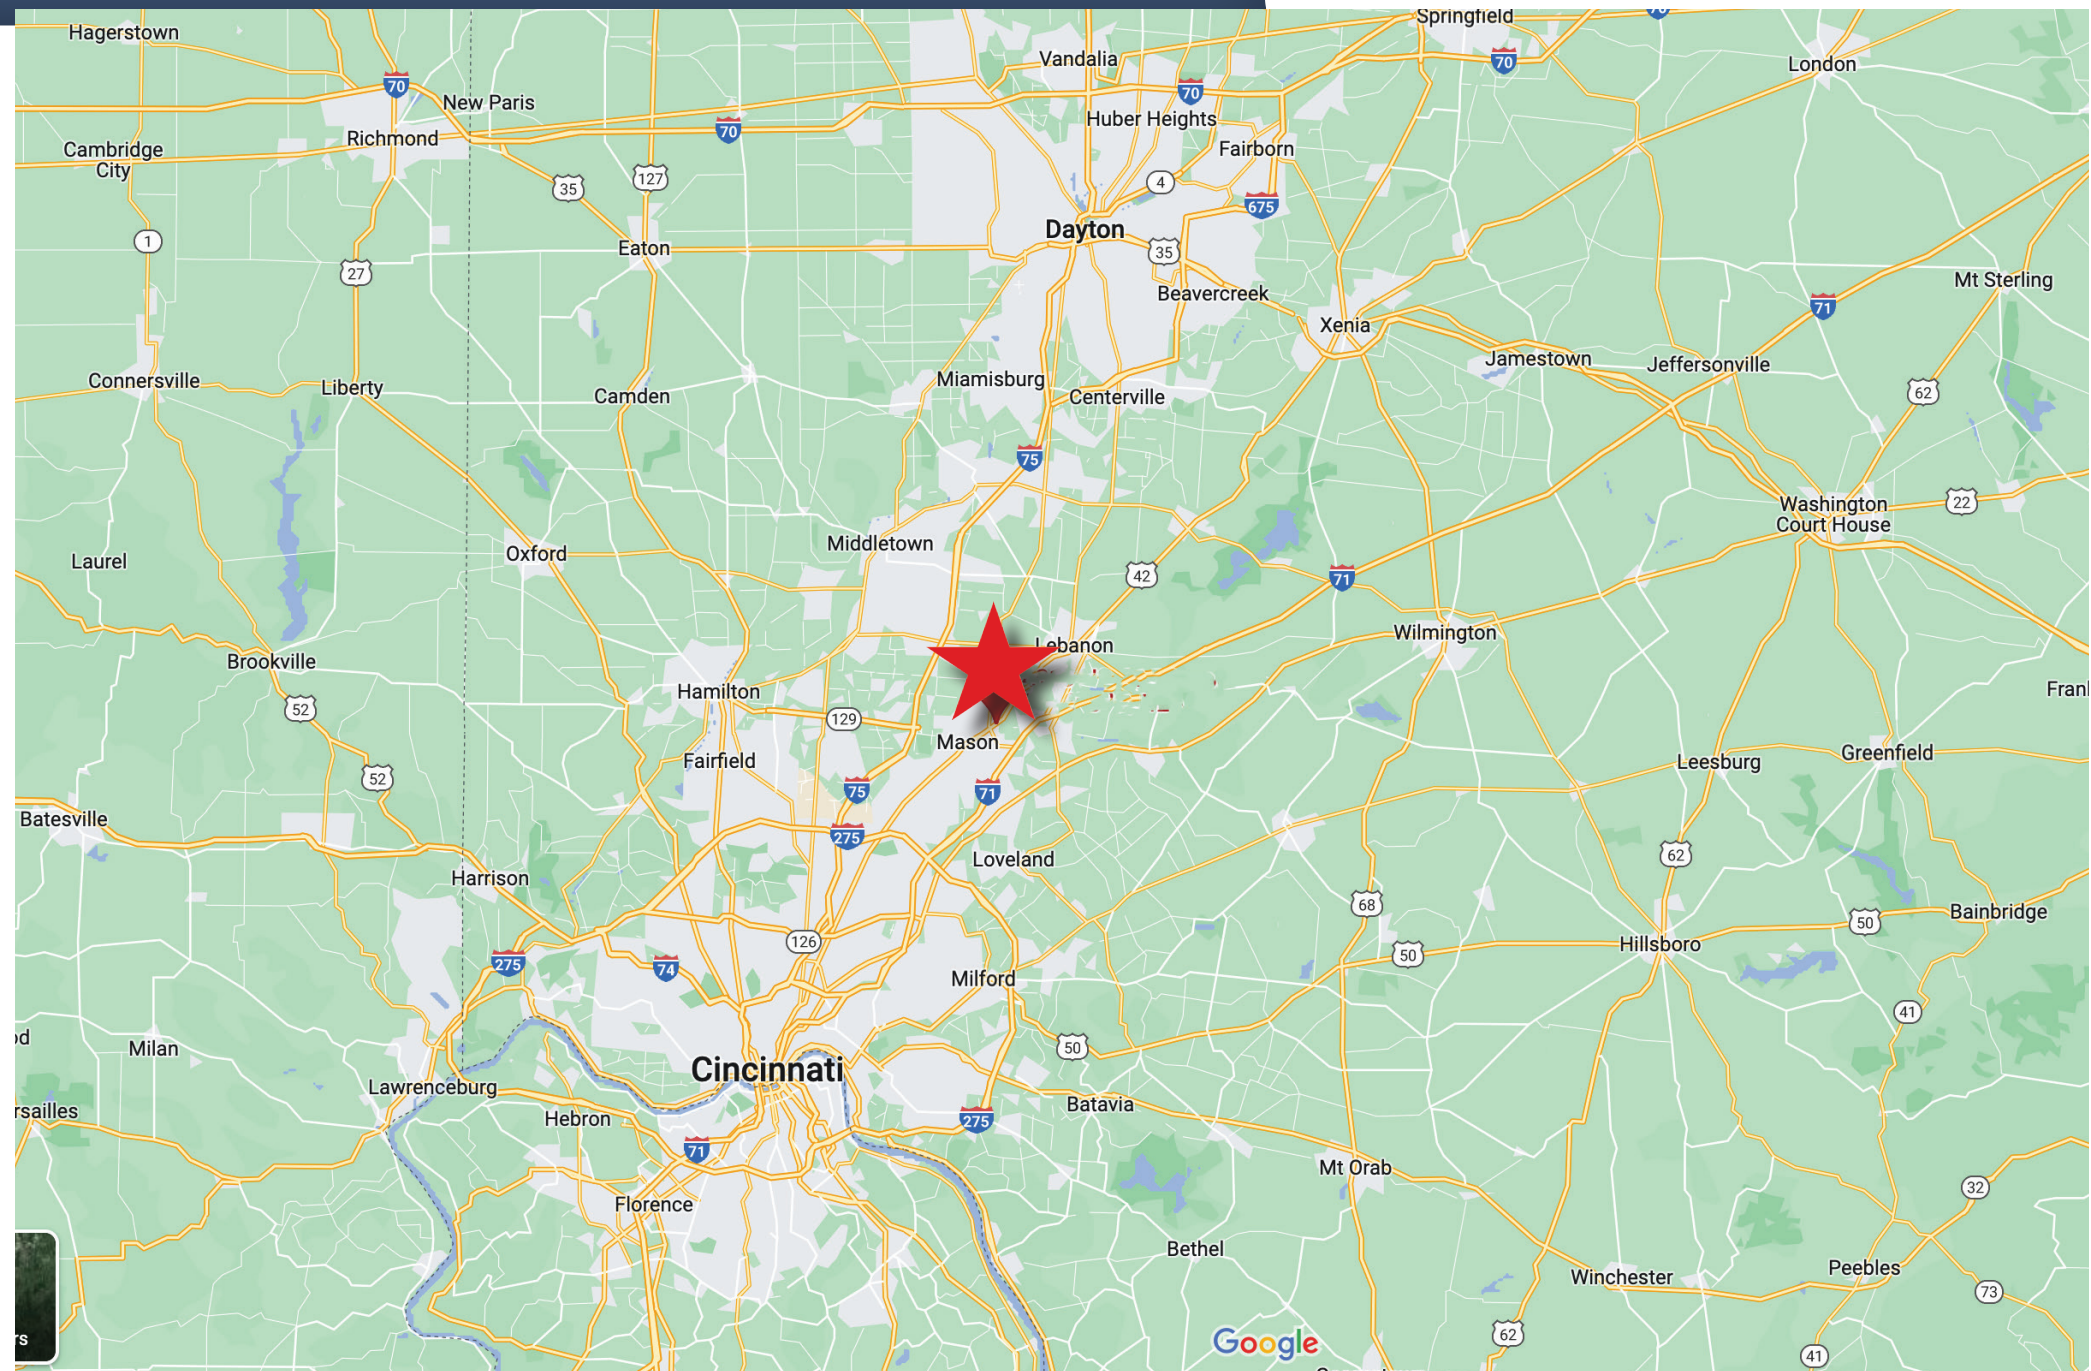 Springfield
Hagerstown
Vandalia
70
London
70
70
New Paris
70
Huber Heights
Richmond
Cambridge
City
Fairborn
35
127
4
675
Dayton
1
Eaton
35
27
Beavercreek
Mt Sterling
71
Xenia
Jamestown
Jeffersonville
Connersville
Liberty
Camden
Miamisburg
Centerville
62
75
Washington
Court House
22
Middletown
Oxford
Laurel
42
71
Lebanon
Wilmington
Brookville
Hamilton
Frank
52
129
Mason
Fairfield
Leesburg
Greenfield
52
75
71
Batesville
275
Loveland
62
Harrison
68
Bainbridge
50
126
Hillsboro
50
275
74
Milford
41
od
Milan
50
Cincinnati
Lawrenceburg
rsailles
Hebron
275
Batavia
71
Mt Orab
32
Florence
Bethel
Winchester
Peebles
73
rs
Google
62
41